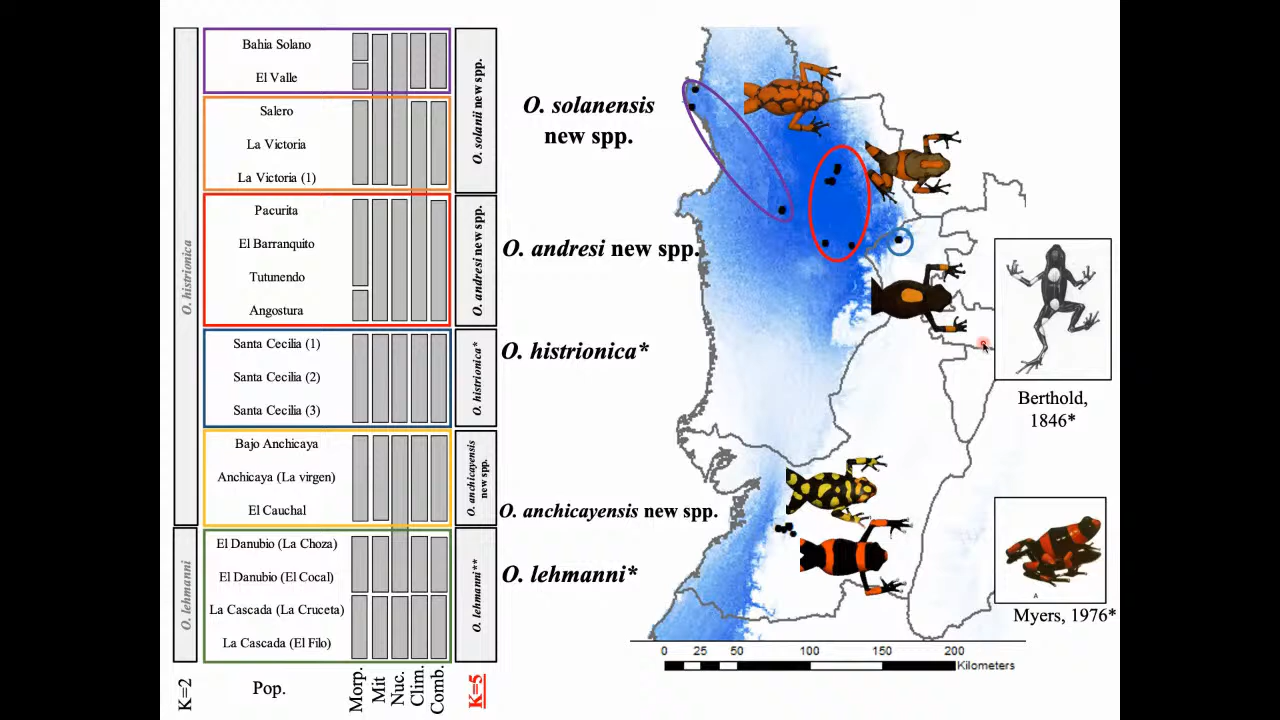 Bahia Solano
El Valle
Salero
La Victoria
La Victoria (1)
Pacurita
El Barranquito
Tutunendo
Angostura
Santa Cecilia (1)
Santa Cecilia (2)
Santa Cecilia (3)
Bajo Anchicaya
Anchicaya (La virgen)
El Cauchal
El Danubio (La Choza)
El Danubio (El Cocal)
La Cascada (La Cruceta)
La Cascada (El Filo)
O. histrionica
O. lehmanni
K=2
Pop.
Morp.
Mit
Nuc.
Clim.
Comb.
K=5
O. solanii new spp.
O. andresi new spp.
O. histrionica*
O. anchicayensis
new spp.
O. lehmanni**
O. solanensis
new spp.
O. andresi new spp.
O. histrionica*
O. anchicayensis new spp.
O. lehmanni*
Berthold,
1846*
A
Myers, 1976*
0 25 50 100 150 200
Kilometers